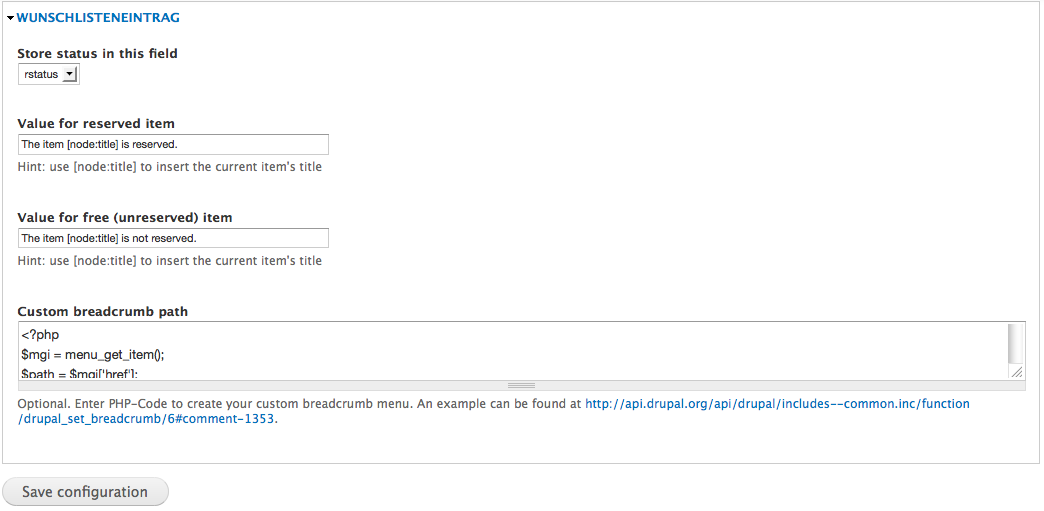 WUNSCHLISTENEINTRAG
Store status in this field
rstatus
Value for reserved item
The item [node:title] is reserved.
Hint: use [node:title] to insert the current item's title
Value for free (unreserved) item
The item [node:title] is not reserved.
Hint: use [node:title] to insert the current item's title
Custom breadcrumb path
<?php
$mgi = menu_get_item();
$path = $mgi['href'];
Optional. Enter PHP-Code to create your custom breadcrumb menu. An example can be found at http://api.drupal.org/api/drupal/includes--common.inc/function
/drupal_set_breadcrumb/6#comment-1353.
Save configuration